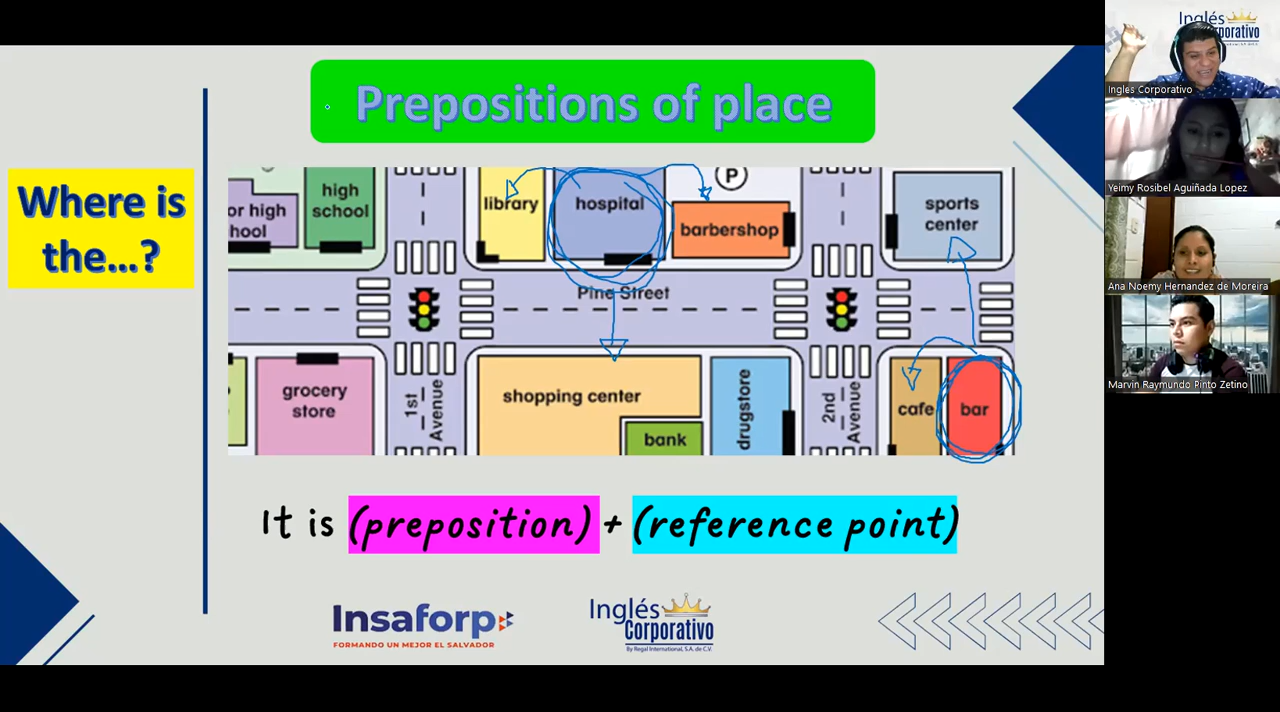 Prepositions of place
Where is
the...?
or high
hool
high
school
library
hospital
P
barbershop
sports
center
Pine Street
grocery
store
1st
Avenue
shopping center
bank
drugstore
2nd
Avenue
cafe
bar
It is (preposition) + (reference point)
Insaforp
FORMANDO UN MEJOR EL SALVADOR
Inglés
Corporativo
By Regal International, S.A. de C.V.
Inglés
orporativo
Ingles Corporativo
Yeimy Rosibel Aguiñada Lopez
Ana Noemy Hernandez de Moreira
Marvin Raymundo Pinto Zetino